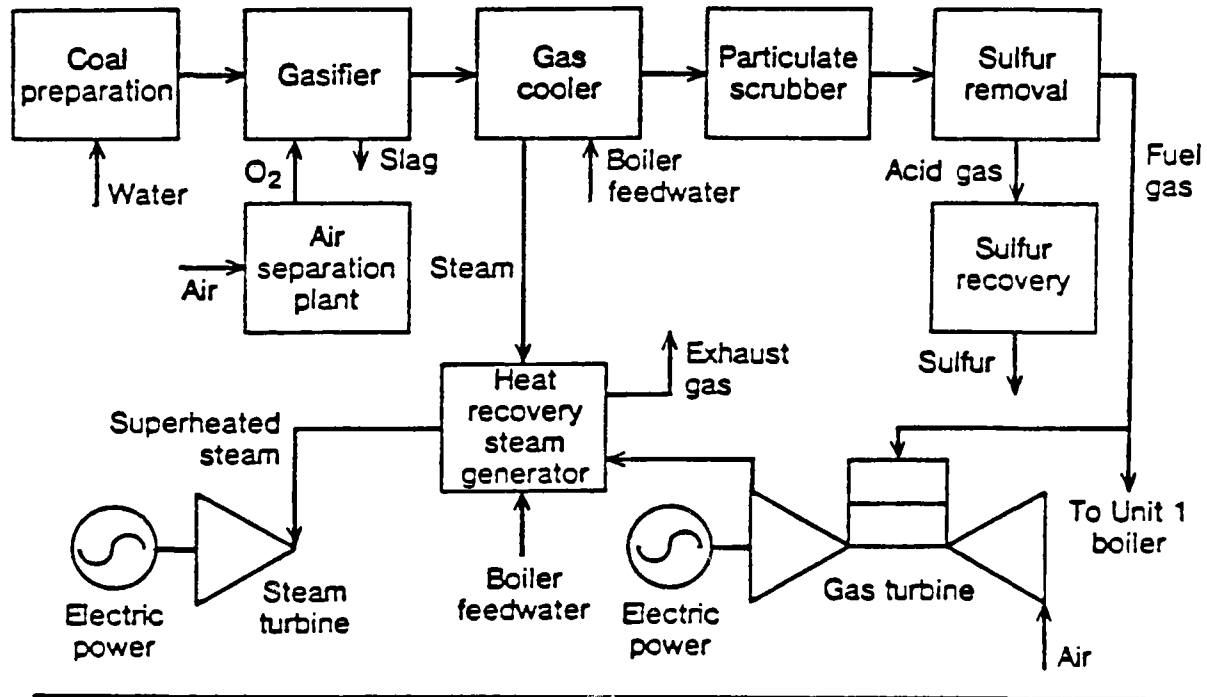 Coal
preparation
Gasifier
Gas
cooler
Particulate
scrubber
Sulfur
removal
Water
O2
Slag
Boiler
feedwater
Acid gas
Fuel
gas
Air
separation
plant
Air
Steam
Sulfur
recovery
Sulfur
Exhaust
gas
Heat
recovery
steam
generator
Superheated
steam
To Unit 1
boiler
Electric
power
Steam
turbine
Boiler
feedwater
Electric
power
Gas turbine
Air